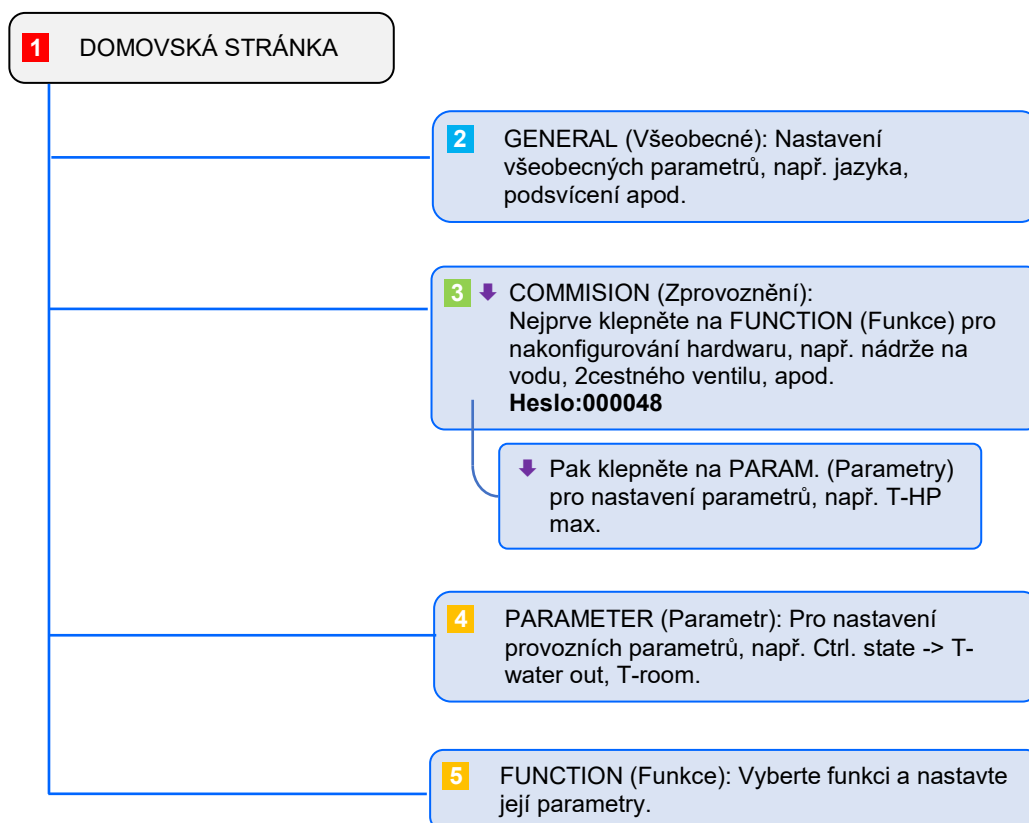 1 DOMOVSKÁ STRÁNKA
2 GENERAL (Všeobecné): Nastavení
všeobecných parametrů, např. jazyka,
podsvícení apod.
3 COMMISION (Zprovoznění):
Nejprve klepněte na FUNCTION (Funkce) pro
nakonfigurování hardwaru, např. nádrže na
vodu, 2cestného ventilu, apod.
Heslo:000048
Pak klepněte na PARAM. (Parametry)
pro nastavení parametrů, např. T-HP
max.
4 PARAMETER (Parametr): Pro nastavení
provozních parametrů, např. Ctrl. state -> T-
water out, T-room.
5 FUNCTION (Funkce): Vyberte funkci a nastavte
její parametry.